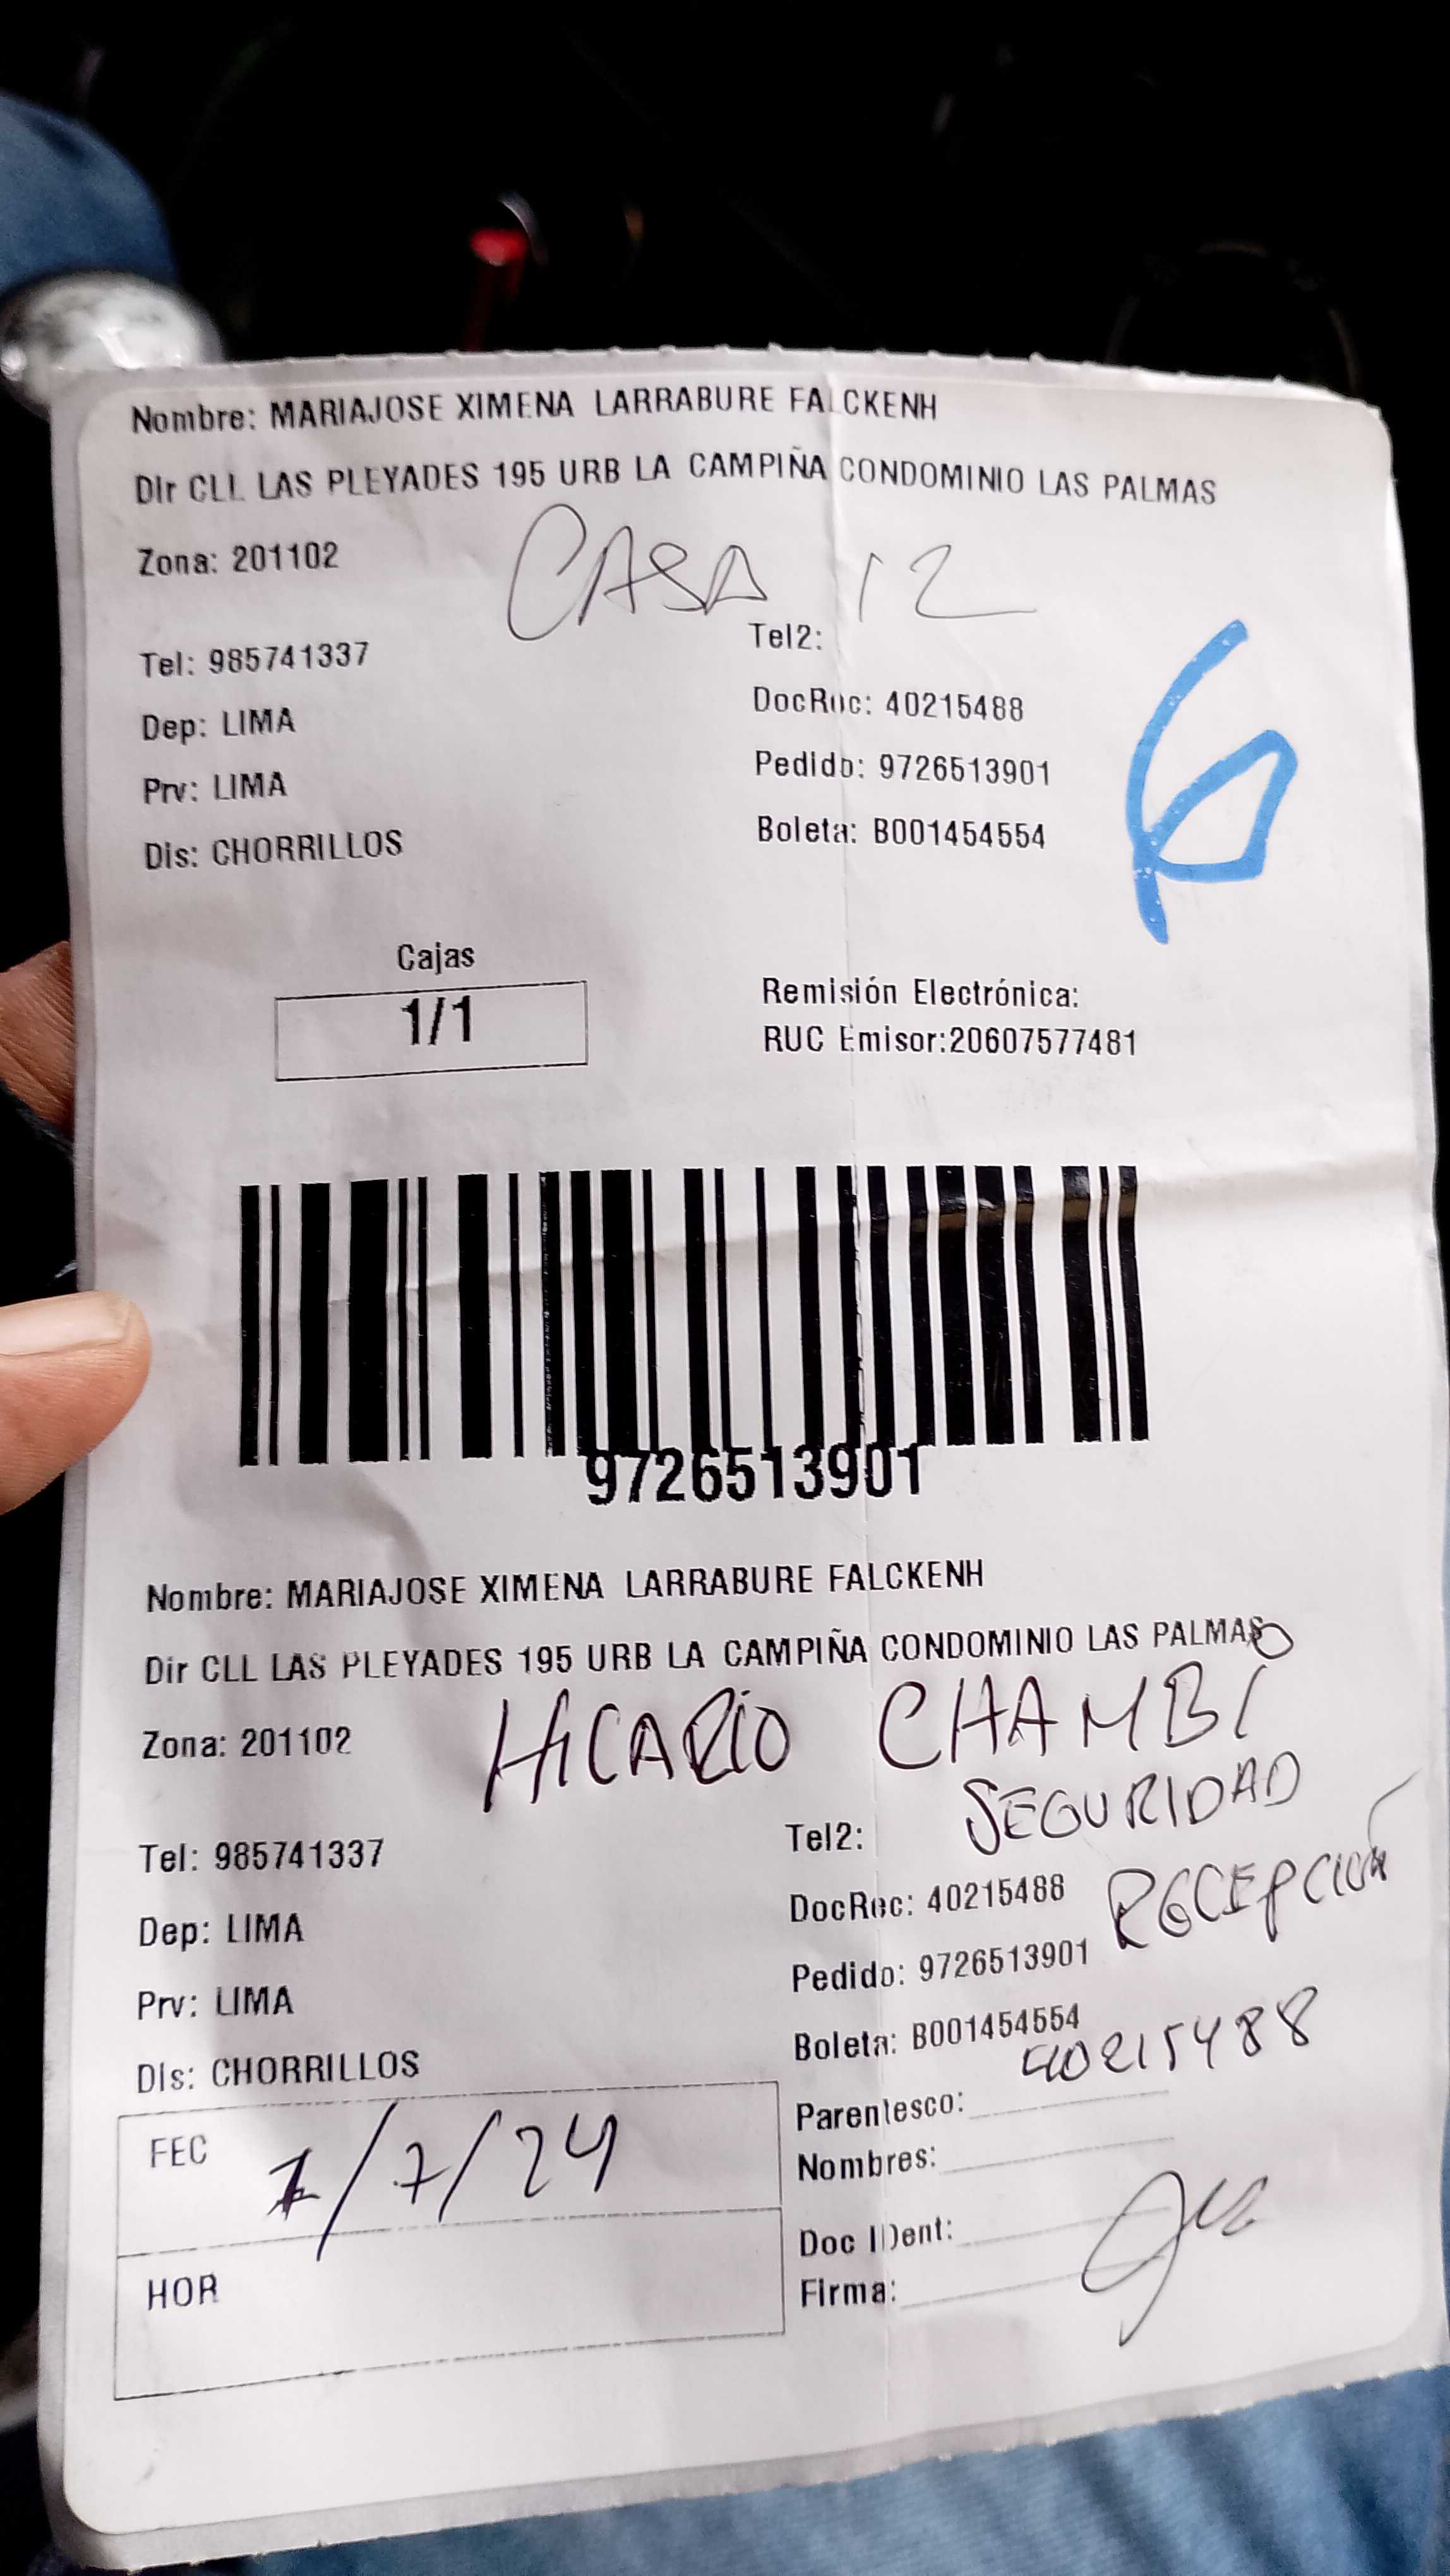 Nombre: MARIAJOSE XIMENA LARRABURE FALCKENH
Dir CLL LAS PLEYADES 195 URB LA CAMPIÑA CONDOMINIO LAS PALMAS
CASA 12
Zona: 201102
Tel: 985741337
Tel2:
Dep: LIMA
DocRec: 40215488
Prv: LIMA
Pedido: 9726513901
Dis: CHORRILLOS
Boleta: B001454554
6
Cajas
1/1
Remisión Electrónica:
RUC Emisor:20607577481
9726513901
Nombre: MARIAJOSE XIMENA LARRABURE FALCKENH
Dir CLL LAS PLEYADES 195 URB LA CAMPIÑA CONDOMINIO LAS PALMAS
Zona: 201102
CHAMBI
SEGURIDAD
Tel: 985741337
Tel2:
RECEPCION
Dep: LIMA
DocRec: 40215488
Prv: LIMA
Pedido: 9726513901
Dis: CHORRILLOS
Boleta: B001454554
40215488
FEC 1/7/24
HOR
Parentesco:
Nombres:
Doc IDent:
Firma: